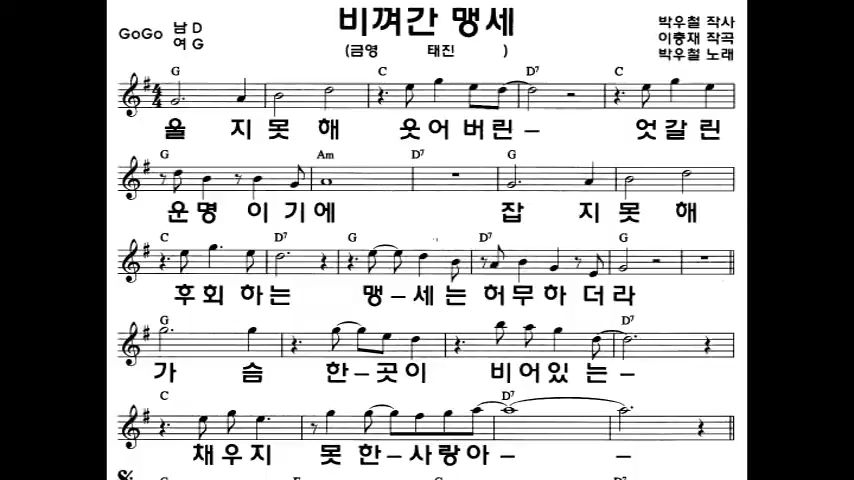 비껴간 맹세
GoGo 남 D
여 G
(금영 태진 )
박우철 작사
이충재 작곡
박우철 노래
G C D7 C
울 지못 해 웃어 버린– 엇갈 린
G Am D7 G
운명 이 기에 잡 지못 해
C D7 G D7 G
후회 하는 맹–세는 허무하 더라
G D7
가 슴 한–곳이 비어있 는–
C D7
채우지 못 한–사랑아– –